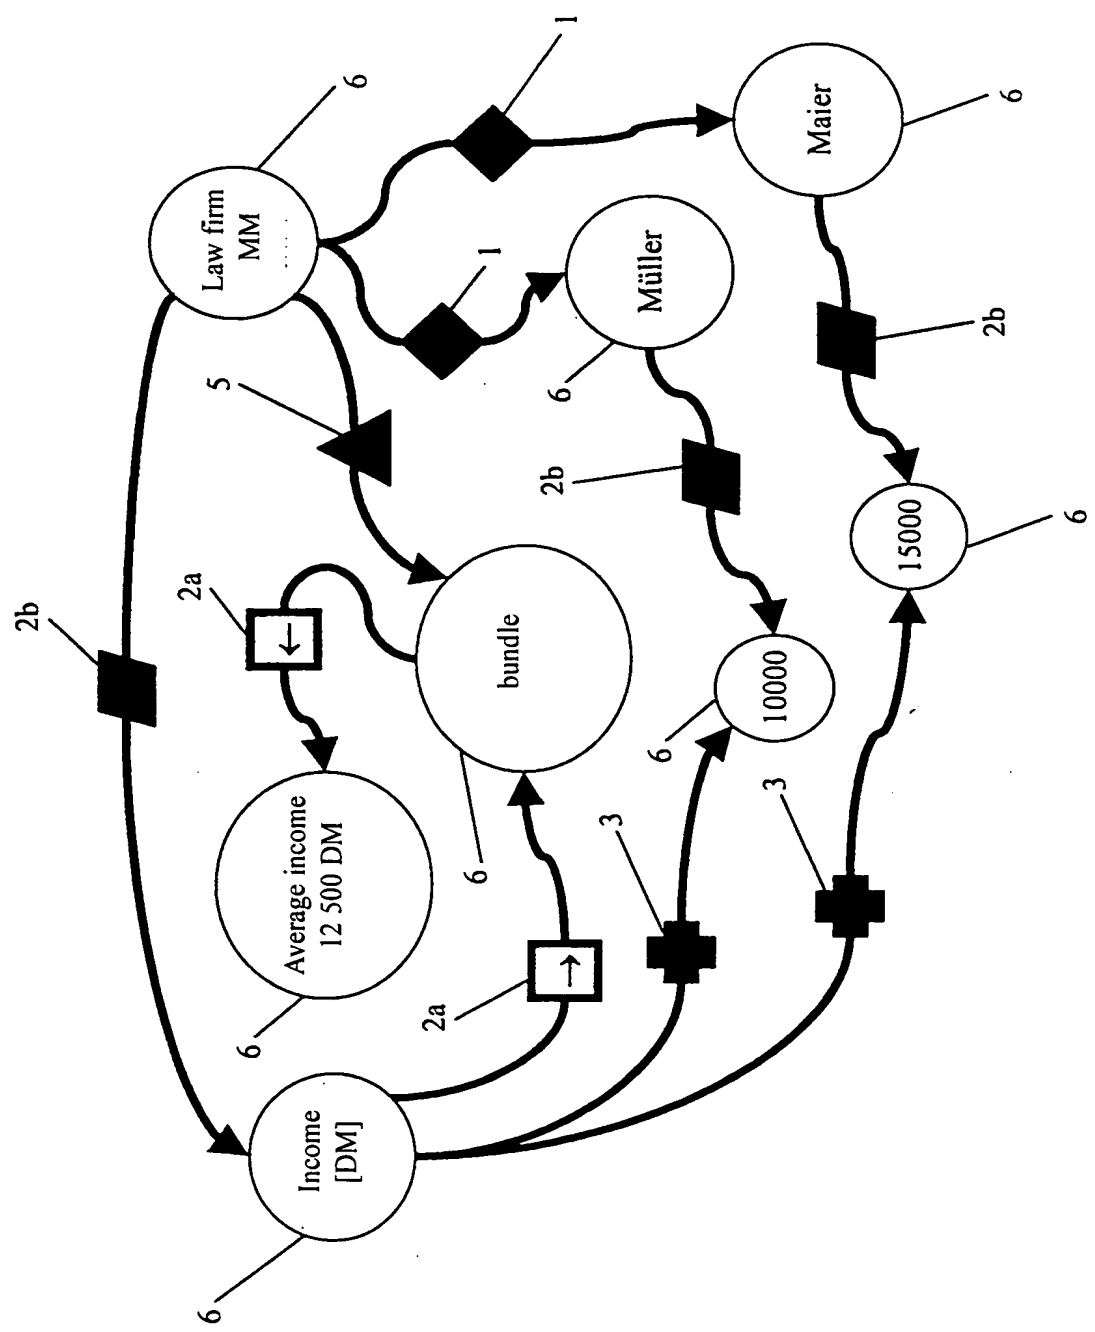 2b
2a
6
5
Law firm
MM
6
Income
[DM]
Average income
12 500 DM
6
2a
6
1
bundle
2b
6
1
3
Müller
6
3
10000
Maier
15000
2b
6
6